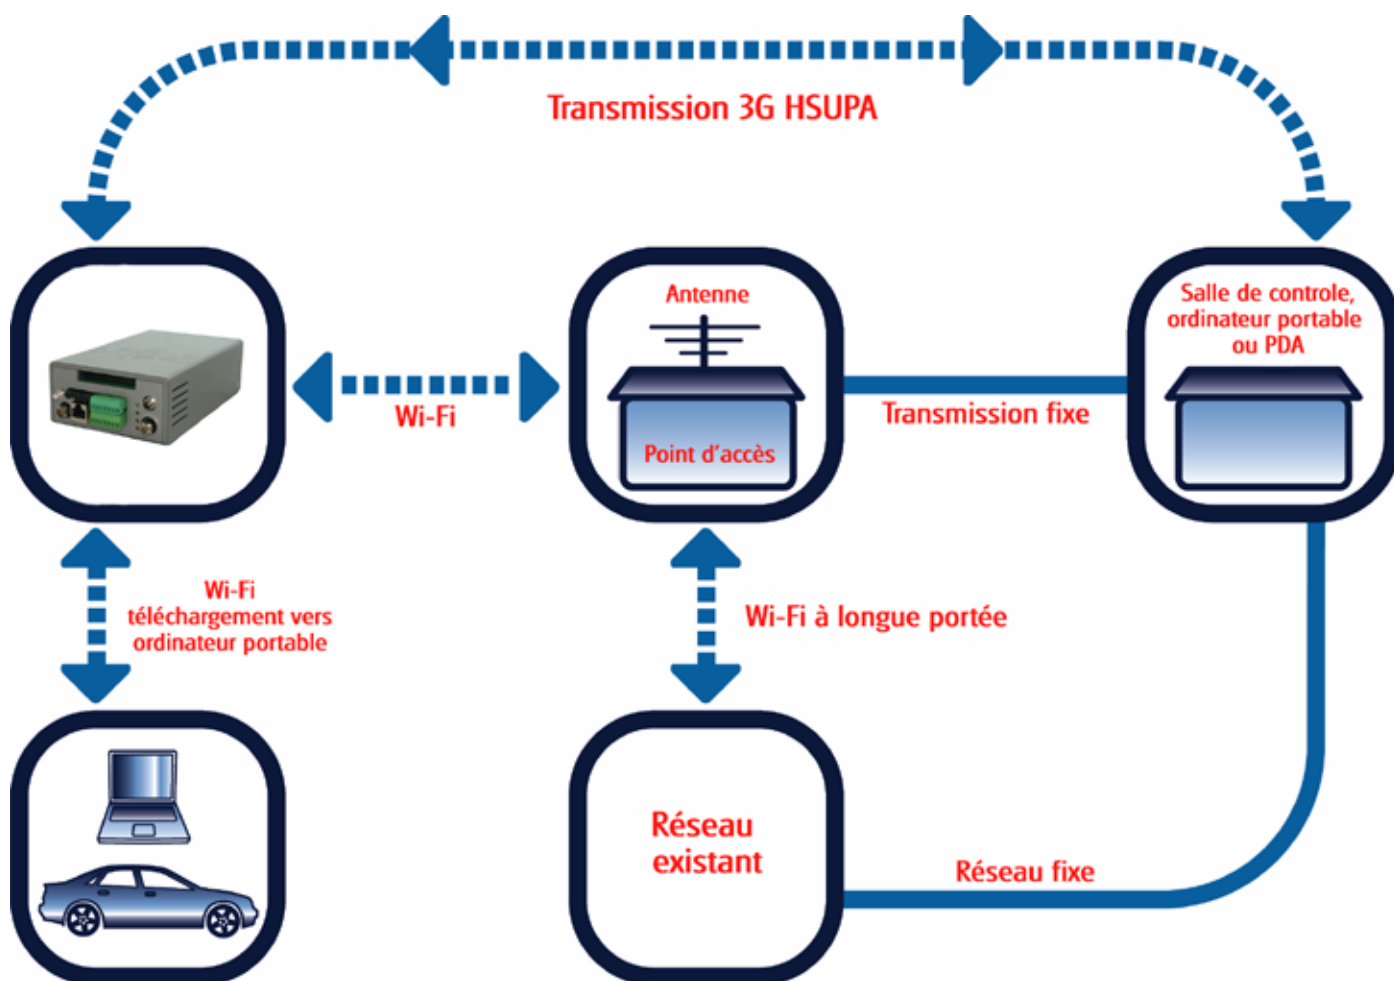 Transmission 3G HSUPA
Antenne
Salle de controle,
ordinateur portable
ou PDA
Wi-Fi
Point d'accès
Transmission fixe
Wi-Fi
téléchargement vers
ordinateur portable
Wi-Fi à longue portée
Réseau
existant
Réseau fixe